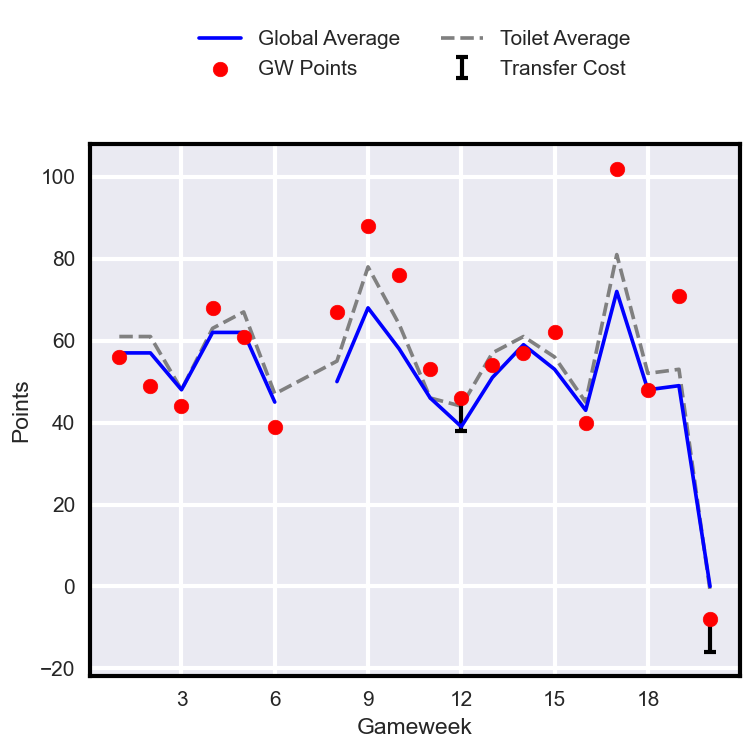 Global Average
Toilet Average
GW Points
Transfer Cost
100
80
60
40
20
0
−20
Points
3
6
9
12
15
18
Gameweek